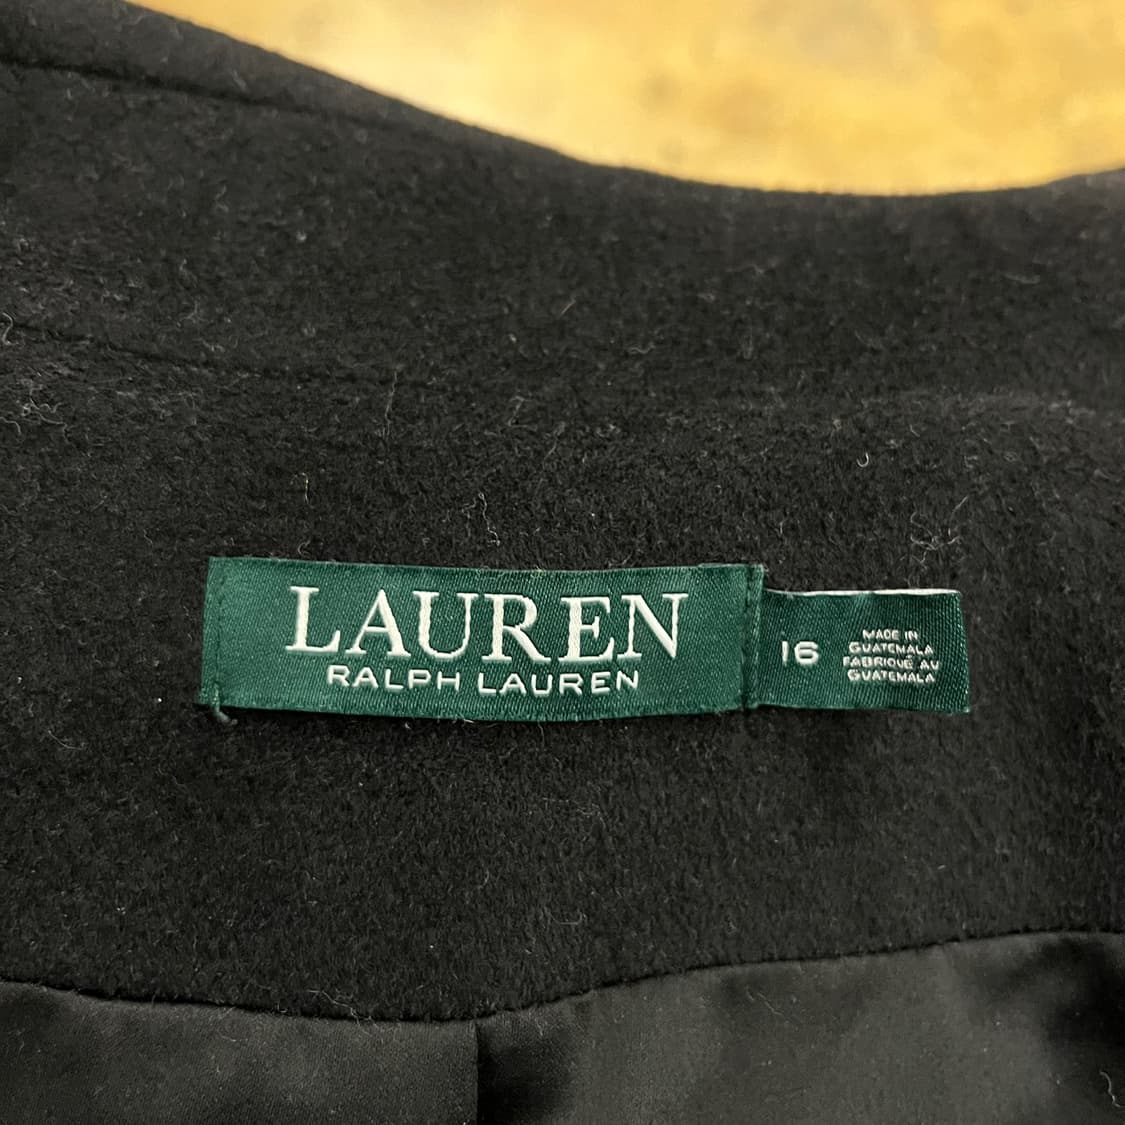 LAUREN
RALPH LAUREN
16
MADE IN
GUATEMALA
FABRIQUÉ AU
GUATEMALA